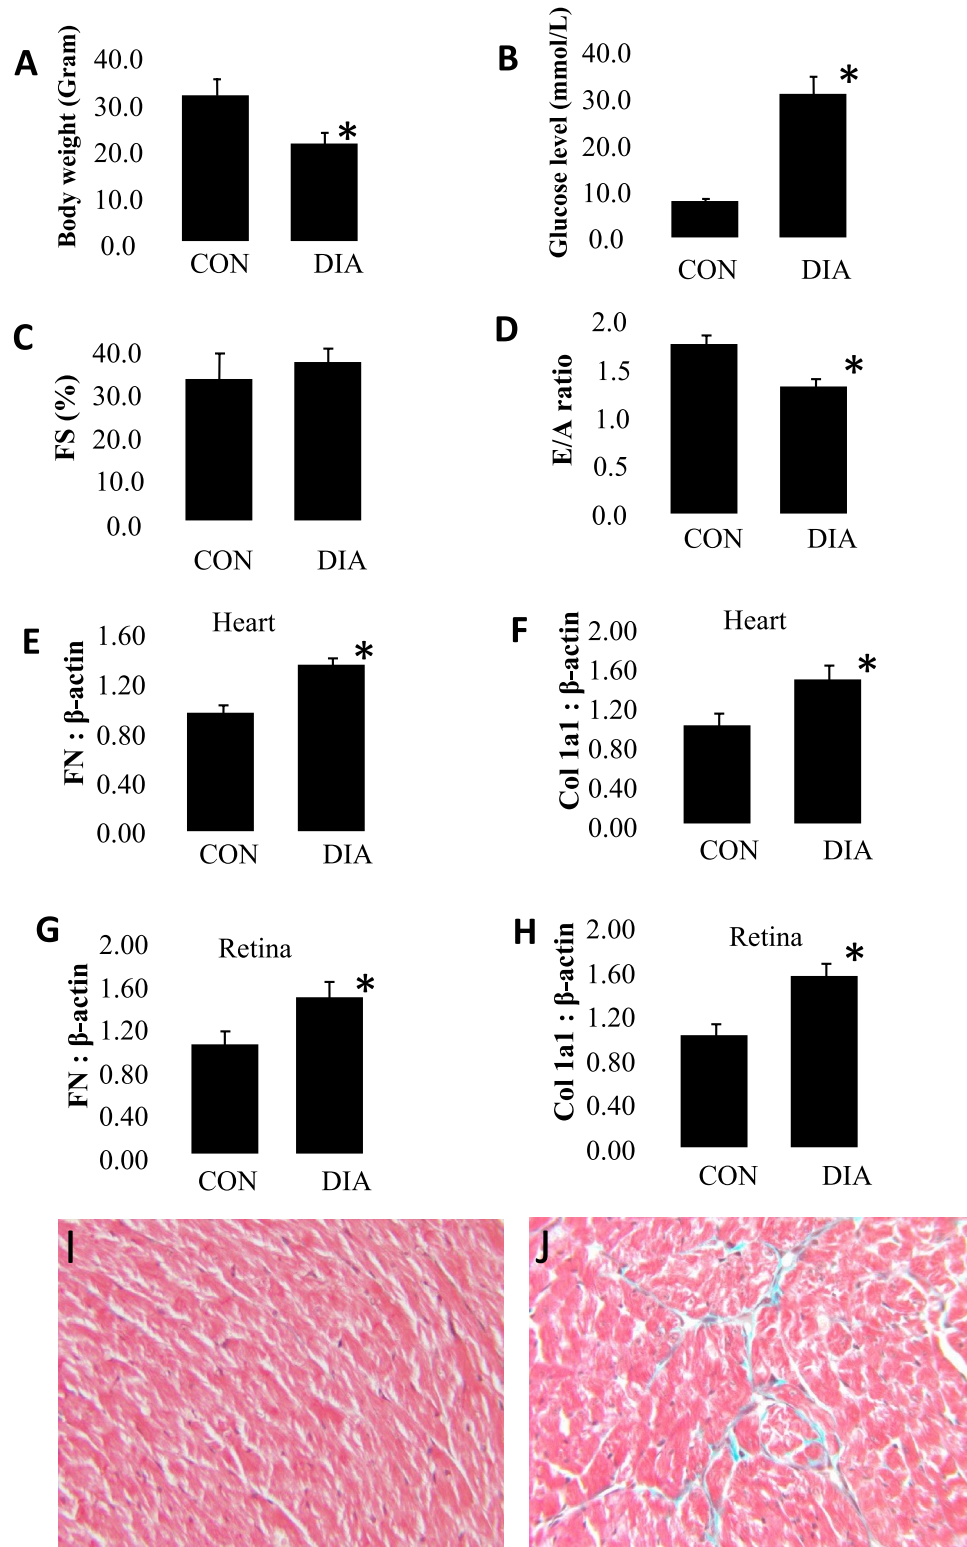 A
Body weight (Gram)
40.0
30.0
20.0
10.0
0.0
*
CON DIA
B
Glucose level (mmol/L)
40.0
30.0
20.0
10.0
0.0
*
CON DIA
C
FS (%)
40.0
30.0
20.0
10.0
0.0
CON DIA
D
E/A ratio
2.0
1.5
1.0
0.5
0.0
*
CON DIA
E
Heart
FN : β-actin
1.60
1.20
0.80
0.40
0.00
*
CON DIA
F
Heart
Col 1a1 : β-actin
2.00
1.60
1.20
0.80
0.40
0.00
*
CON DIA
G
Retina
FN : β-actin
2.00
1.60
1.20
0.80
0.40
0.00
*
CON DIA
H
Retina
Col 1a1 : β-actin
2.00
1.60
1.20
0.80
0.40
0.00
*
CON DIA
I
J